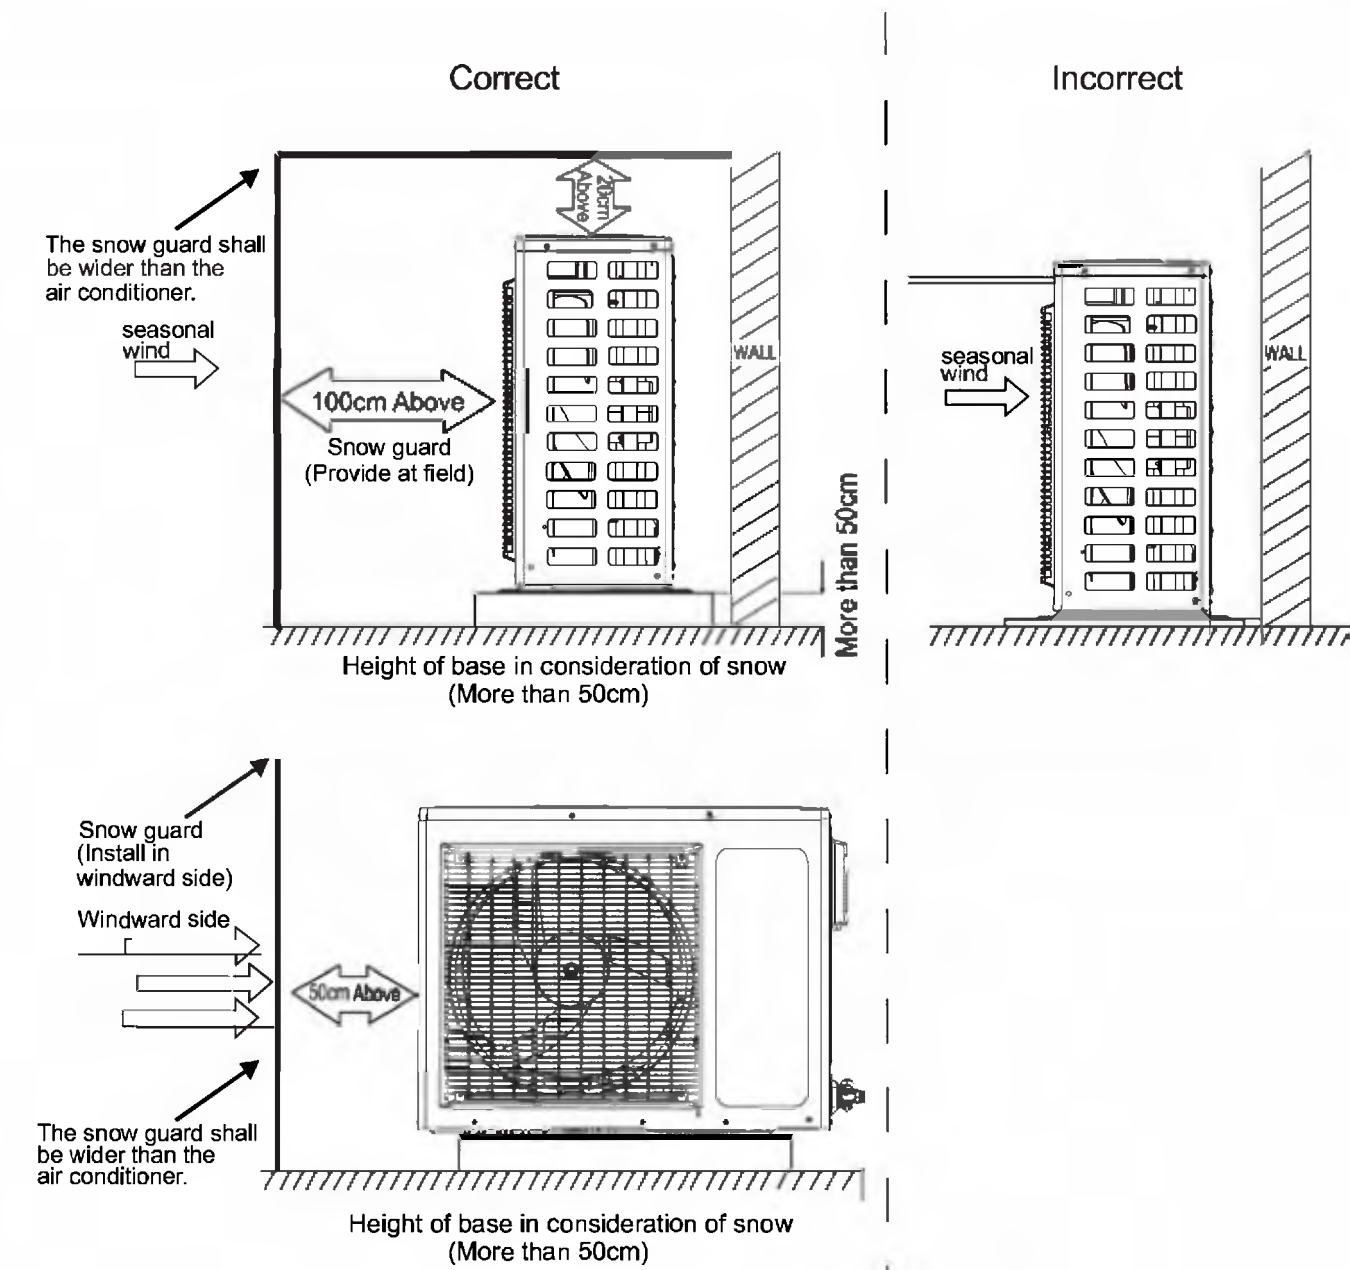 Correct
Incorrect
20cm
Above
The snow guard shall
be wider than the
air conditioner.
seasonal
wind
100cm Above
Snow guard
(Provide at field)
WALL
More than 50cm
Height of base in consideration of snow
(More than 50cm)
seasonal
wind
WALL
Snow guard
(Install in
windward side)
Windward side
50cm Above
The snow guard shall
be wider than the
air conditioner.
Height of base in consideration of snow
(More than 50cm)